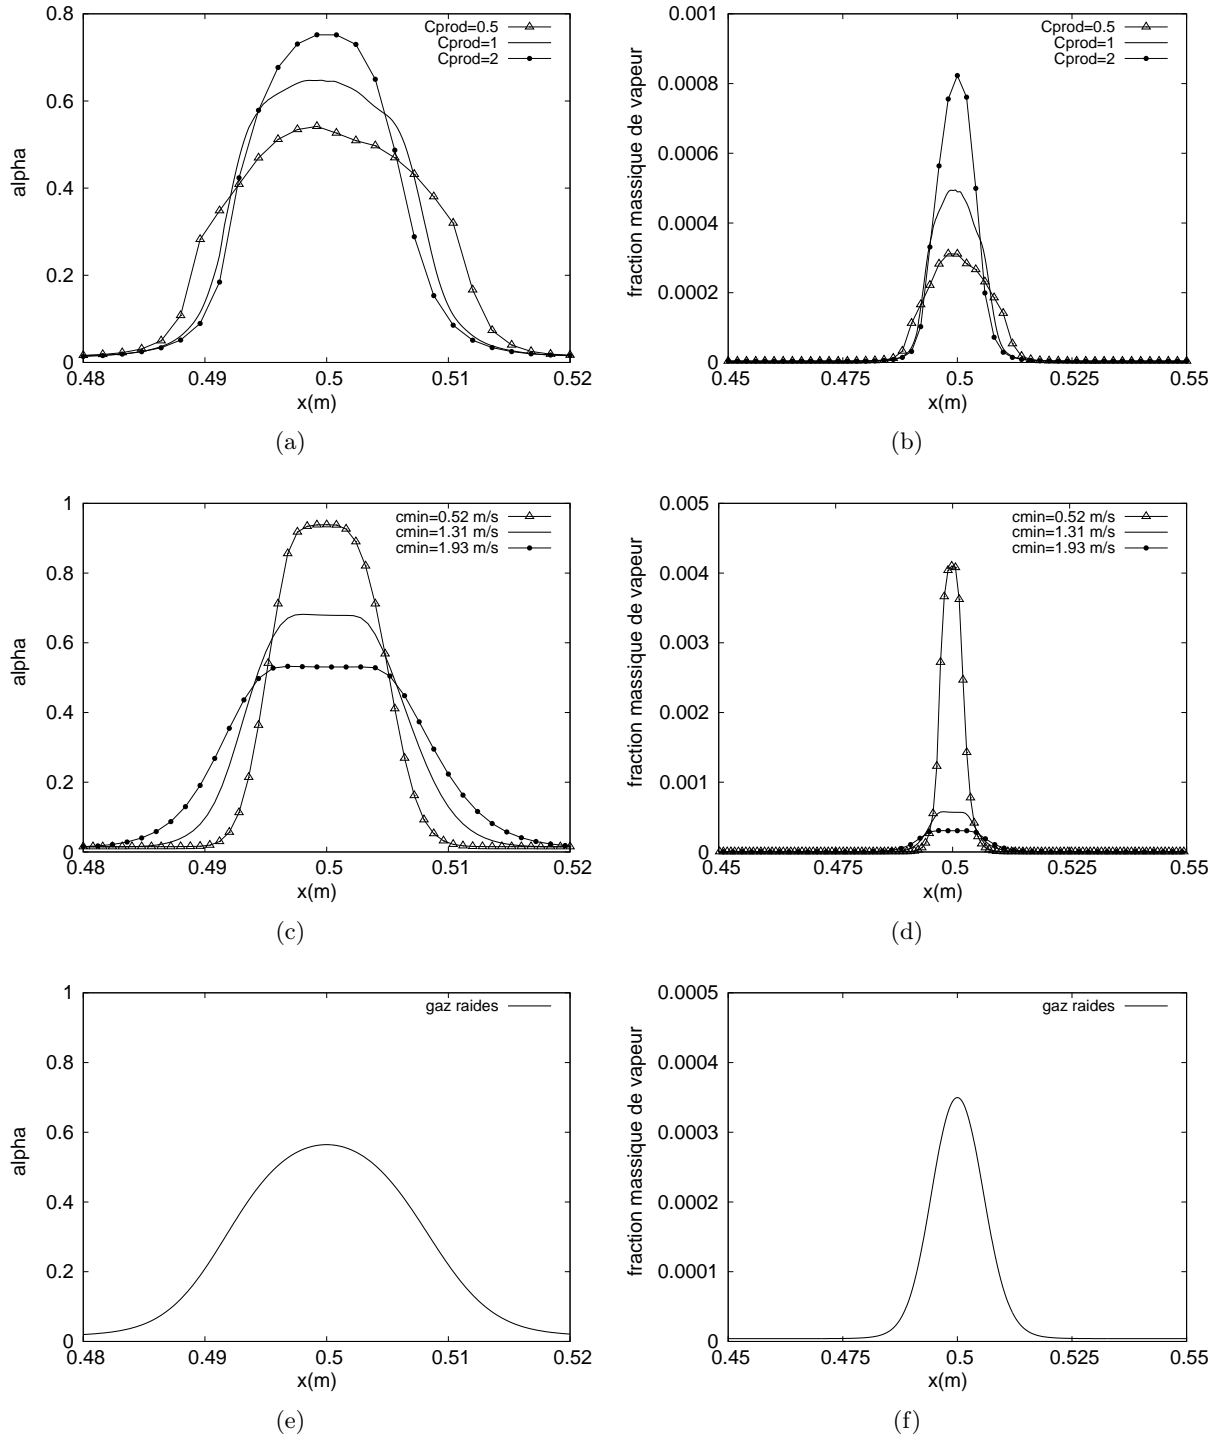 0.8
0.6
0.4
0.2
0
0.48
0.49
0.5
0.51
0.52
alpha
x(m)
Cprod=0.5
Cprod=1
Cprod=2
(a)
0.001
0.0008
0.0006
0.0004
0.0002
0
0.45
0.475
0.5
0.525
0.55
fraction massique de vapeur
x(m)
Cprod=0.5
Cprod=1
Cprod=2
(b)
1
0.8
0.6
0.4
0.2
0
0.48
0.49
0.5
0.51
0.52
alpha
x(m)
cmin=0.52 m/s
cmin=1.31 m/s
cmin=1.93 m/s
(c)
0.005
0.004
0.003
0.002
0.001
0
0.45
0.475
0.5
0.525
0.55
fraction massique de vapeur
x(m)
cmin=0.52 m/s
cmin=1.31 m/s
cmin=1.93 m/s
(d)
1
0.8
0.6
0.4
0.2
0
0.48
0.49
0.5
0.51
0.52
alpha
x(m)
gaz raides
(e)
0.0005
0.0004
0.0003
0.0002
0.0001
0
0.45
0.475
0.5
0.525
0.55
fraction massique de vapeur
x(m)
gaz raides
(f)